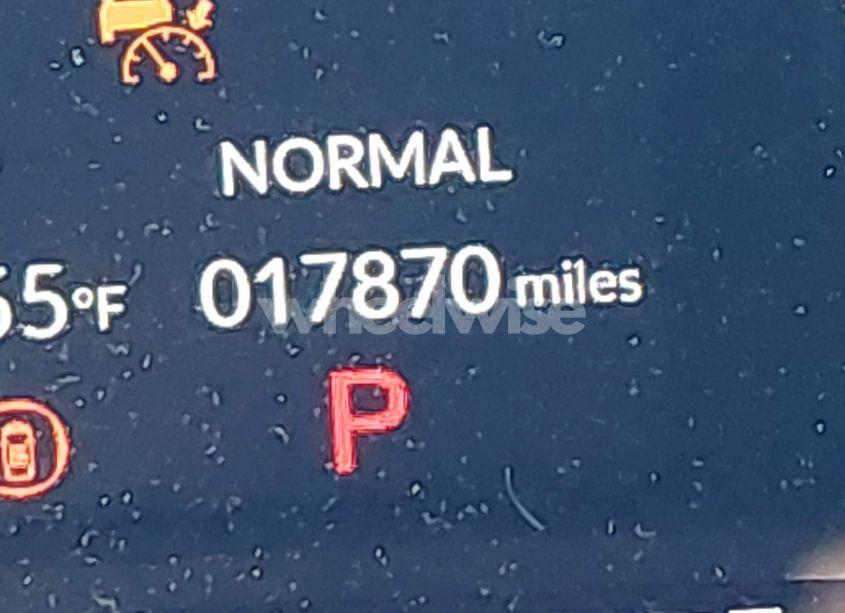 NORMAL
5°F 017870 miles
wheelwise
P